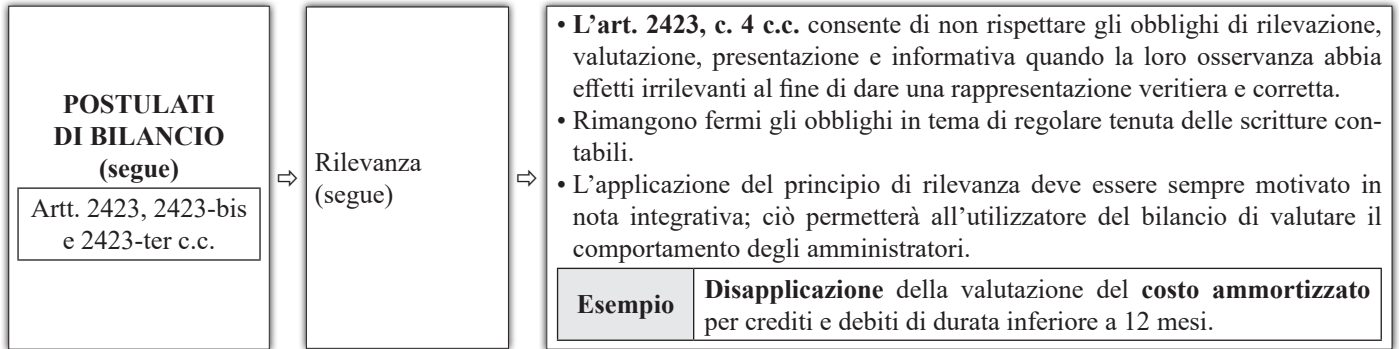 POSTULATI
DI BILANCIO
(segue)
Artt. 2423, 2423-bis
e 2423-ter c.c.
⇨
Rilevanza
(segue)
⇨
• L’art. 2423, c. 4 c.c. consente di non rispettare gli obblighi di rilevazione,
valutazione, presentazione e informativa quando la loro osservanza abbia
effetti irrilevanti al fine di dare una rappresentazione veritiera e corretta.
• Rimangono fermi gli obblighi in tema di regolare tenuta delle scritture con-
tabili.
• L’applicazione del principio di rilevanza deve essere sempre motivato in
nota integrativa; ciò permetterà all’utilizzatore del bilancio di valutare il
comportamento degli amministratori.
Esempio
Disapplicazione della valutazione del costo ammortizzato
per crediti e debiti di durata inferiore a 12 mesi.